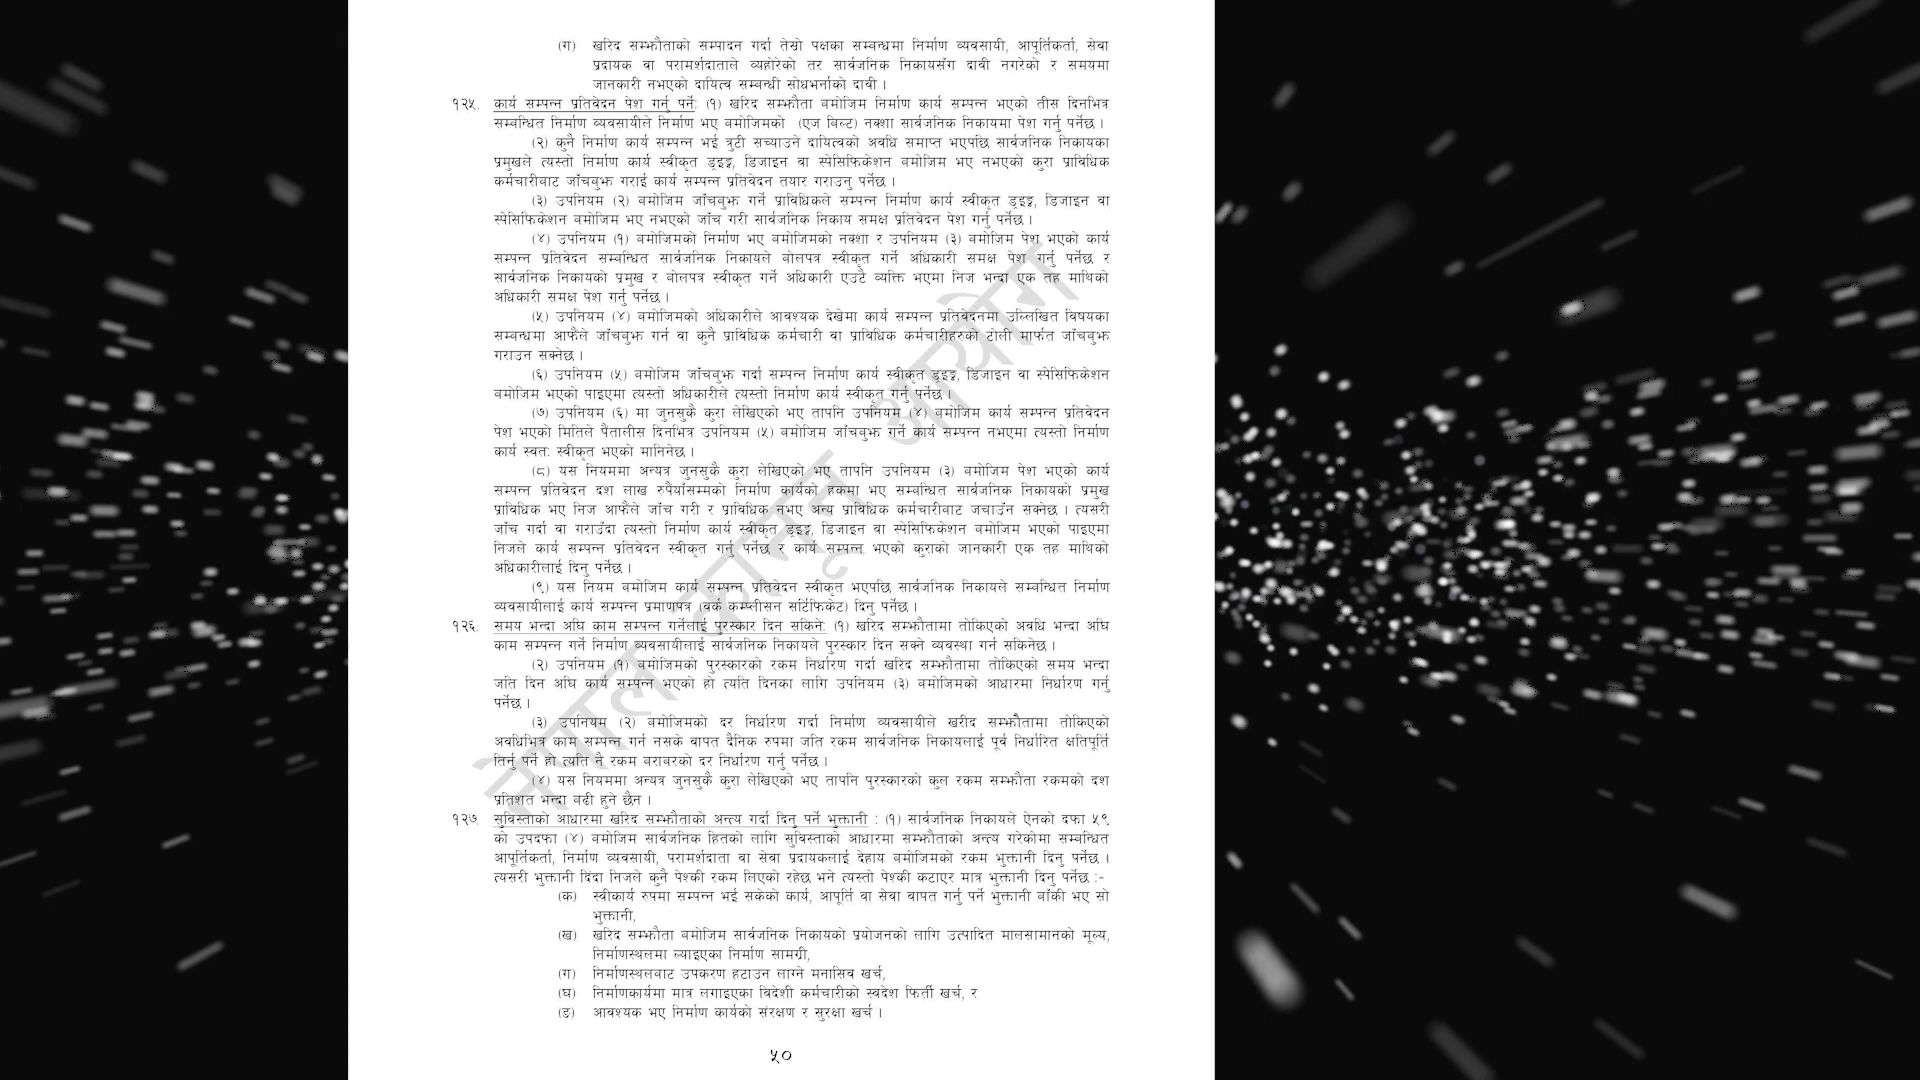 (ग) खरिद सम्झौताको सम्पादन गर्दा तेस्रो पक्षका सम्बन्धमा निर्माण व्यवसायी, आपूर्तिकर्ता, सेवा
प्रदायक वा परामर्शदाताले व्यहोरेको तर सार्वजनिक निकायसँग दावी नगरेको र समयमा
जानकारी नभएको दायित्व सम्बन्धी सोधभर्नाको दावी ।
१२५. कार्य सम्पन्न प्रतिवेदन पेश गर्नु पर्नेः (१) खरिद सम्झौता बमोजिम निर्माण कार्य सम्पन्न भएको तीस दिनभित्र
सम्बन्धित निर्माण व्यवसायीले निर्माण भए बमोजिमको (एज बिल्ट) नक्शा सार्वजनिक निकायमा पेश गर्नु पर्नेछ ।
(२) कुनै निर्माण कार्य सम्पन्न भई त्रुटी सच्याउने दायित्वको अवधि समाप्त भएपछि सार्वजनिक निकायका
प्रमुखले त्यस्तो निर्माण कार्य स्वीकृत ड्रइङ्ग, डिजाइन वा स्पेसिफिकेशन बमोजिम भए नभएको कुरा प्राविधिक
कर्मचारीबाट जाँचबुझ गराई कार्य सम्पन्न प्रतिवेदन तयार गराउनु पर्नेछ ।
(३) उपनियम (२) बमोजिम जाँचबुझ गर्ने प्राविधिकले सम्पन्न निर्माण कार्य स्वीकृत ड्रइङ्ग, डिजाइन वा
स्पेसिफिकेशन बमोजिम भए नभएको जाँच गरी सार्वजनिक निकाय समक्ष प्रतिवेदन पेश गर्नु पर्नेछ ।
(४) उपनियम (१) बमोजिमको निर्माण भए बमोजिमको नक्शा र उपनियम (३) बमोजिम पेश भएको कार्य
सम्पन्न प्रतिवेदन सम्बन्धित सार्वजनिक निकायले बोलपत्र स्वीकृत गर्ने अधिकारी समक्ष पेश गर्नु पर्नेछ र
सार्वजनिक निकायको प्रमुख र बोलपत्र स्वीकृत गर्ने अधिकारी एउटै व्यक्ति भएमा निज भन्दा एक तह माथिको
अधिकारी समक्ष पेश गर्नु पर्नेछ ।
(५) उपनियम (४) बमोजिमको अधिकारीले आवश्यक देखेमा कार्य सम्पन्न प्रतिवेदनमा उल्लिखित विषयका
सम्बन्धमा आफैले जाँचबुझ गर्न वा कुनै प्राविधिक कर्मचारी वा प्राविधिक कर्मचारीहरुको टोली मार्फत जाँचबुझ
गराउन सक्नेछ ।
(६) उपनियम (५) बमोजिम जाँचबुझ गर्दा सम्पन्न निर्माण कार्य स्वीकृत ड्रइङ्ग, डिजाइन वा स्पेसिफिकेशन
बमोजिम भएको पाइएमा त्यस्तो अधिकारीले त्यस्तो निर्माण कार्य स्वीकृत गर्नु पर्नेछ ।
(७) उपनियम (६) मा जुनसुकै कुरा लेखिएको भए तापनि उपनियम (४) बमोजिम कार्य सम्पन्न प्रतिवेदन
पेश भएको मितिले पैंतालीस दिनभित्र उपनियम (५) बमोजिम जाँचबुझ गर्ने कार्य सम्पन्न नभएमा त्यस्तो निर्माण
कार्य स्वतः स्वीकृत भएको मानिनेछ ।
(८) यस नियममा अन्यत्र जुनसुकै कुरा लेखिएको भए तापनि उपनियम (३) बमोजिम पेश भएको कार्य
सम्पन्न प्रतिवेदन दश लाख रुपैयाँसम्मको निर्माण कार्यको हकमा भए सम्बन्धित सार्वजनिक निकायको प्रमुख
प्राविधिक भए निज आफैले जाँच गरी र प्राविधिक नभए अन्य प्राविधिक कर्मचारीबाट जचाउँन सक्नेछ । त्यसरी
जाँच गर्दा वा गराउँदा त्यस्तो निर्माण कार्य स्वीकृत ड्रइङ्ग, डिजाइन वा स्पेसिफिकेशन बमोजिम भएको पाइएमा
निजले कार्य सम्पन्न प्रतिवेदन स्वीकृत गर्नु पर्नेछ र कार्य सम्पन्न भएको कुराको जानकारी एक तह माथिको
अधिकारीलाई दिनु पर्नेछ ।
(९) यस नियम बमोजिम कार्य सम्पन्न प्रतिवेदन स्वीकृत भएपछि सार्वजनिक निकायले सम्बन्धित निर्माण
व्यवसायीलाई कार्य सम्पन्न प्रमाणपत्र (वर्क कम्प्लीसन सर्टिफिकेट) दिनु पर्नेछ ।
१२६. समय भन्दा अघि काम सम्पन्न गर्नेलाई पुरस्कार दिन सकिनेः (१) खरिद सम्झौतामा तोकिएको अवधि भन्दा अघि
काम सम्पन्न गर्ने निर्माण व्यवसायीलाई सार्वजनिक निकायले पुरस्कार दिन सक्ने व्यवस्था गर्न सकिनेछ ।
(२) उपनियम (१) बमोजिमको पुरस्कारको रकम निर्धारण गर्दा खरिद सम्झौतामा तोकिएको समय भन्दा
जति दिन अघि कार्य सम्पन्न भएको हो त्यति दिनका लागि उपनियम (३) बमोजिमको आधारमा निर्धारण गर्नु
पर्नेछ ।
(३) उपनियम (२) बमोजिमको दर निर्धारण गर्दा निर्माण व्यवसायीले खरीद सम्झौतामा तोकिएको
अवधिभित्र काम सम्पन्न गर्न नसके वापत दैनिक रुपमा जति रकम सार्वजनिक निकायलाई पूर्व निर्धारित क्षतिपूर्ति
तिर्नु पर्ने हो त्यति नै रकम बराबरको दर निर्धारण गर्नु पर्नेछ ।
(४) यस नियममा अन्यत्र जुनसुकै कुरा लेखिएको भए तापनि पुरस्कारको कुल रकम सम्झौता रकमको दश
प्रतिशत भन्दा बढी हुने छैन ।
१२७. सुविस्ताको आधारमा खरिद सम्झौताको अन्त्य गर्दा दिनु पर्ने भुक्तानी : (१) सार्वजनिक निकायले ऐनको दफा ५९
को उपदफा (४) बमोजिम सार्वजनिक हितको लागि सुविस्ताको आधारमा सम्झौताको अन्त्य गरेकोमा सम्बन्धित
आपूर्तिकर्ता, निर्माण व्यवसायी, परामर्शदाता वा सेवा प्रदायकलाई देहाय बमोजिमको रकम भुक्तानी दिनु पर्नेछ ।
त्यसरी भुक्तानी दिंदा निजले कुनै पेश्की रकम लिएको रहेछ भने त्यस्तो पेश्की कटाएर मात्र भुक्तानी दिनु पर्नेछ :-
(क) स्वीकार्य रुपमा सम्पन्न भई सकेको कार्य, आपूर्ति वा सेवा वापत गर्नु पर्ने भुक्तानी बाँकी भए सो
भुक्तानी,
(ख) खरिद सम्झौता बमोजिम सार्वजनिक निकायको प्रयोजनको लागि उत्पादित मालसामानको मूल्य,
निर्माणस्थलमा ल्याइएका निर्माण सामग्री,
(ग) निर्माणस्थलबाट उपकरण हटाउन लाग्ने मनासिव खर्च,
(घ) निर्माणकार्यमा मात्र लगाइएका विदेशी कर्मचारीको स्वदेश फिर्ती खर्च, र
(ङ) आवश्यक भए निर्माण कार्यको संरक्षण र सुरक्षा खर्च ।
नेपाल कानून आयोग
५०